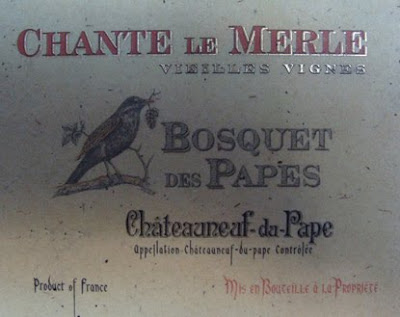 CHANTE LE MERLE
VIEILLES VIGNES
BOSQUET
DES PAPES
Châteauneuf-du-Pape
Appellation Châteauneuf-du-pape Contrôlée
Product of France
MIS EN BOUTEILLE À LA PROPRIÉTÉ